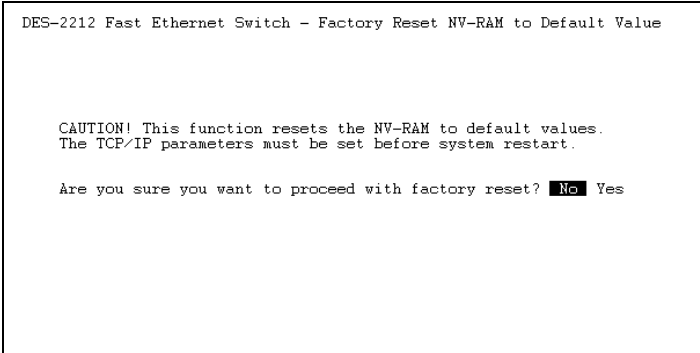 DES-2212 Fast Ethernet Switch - Factory Reset NV-RAM to Default Value
CAUTION! This function resets the NV-RAM to default values.
The TCP/IP parameters must be set before system restart.
Are you sure you want to proceed with factory reset? No Yes